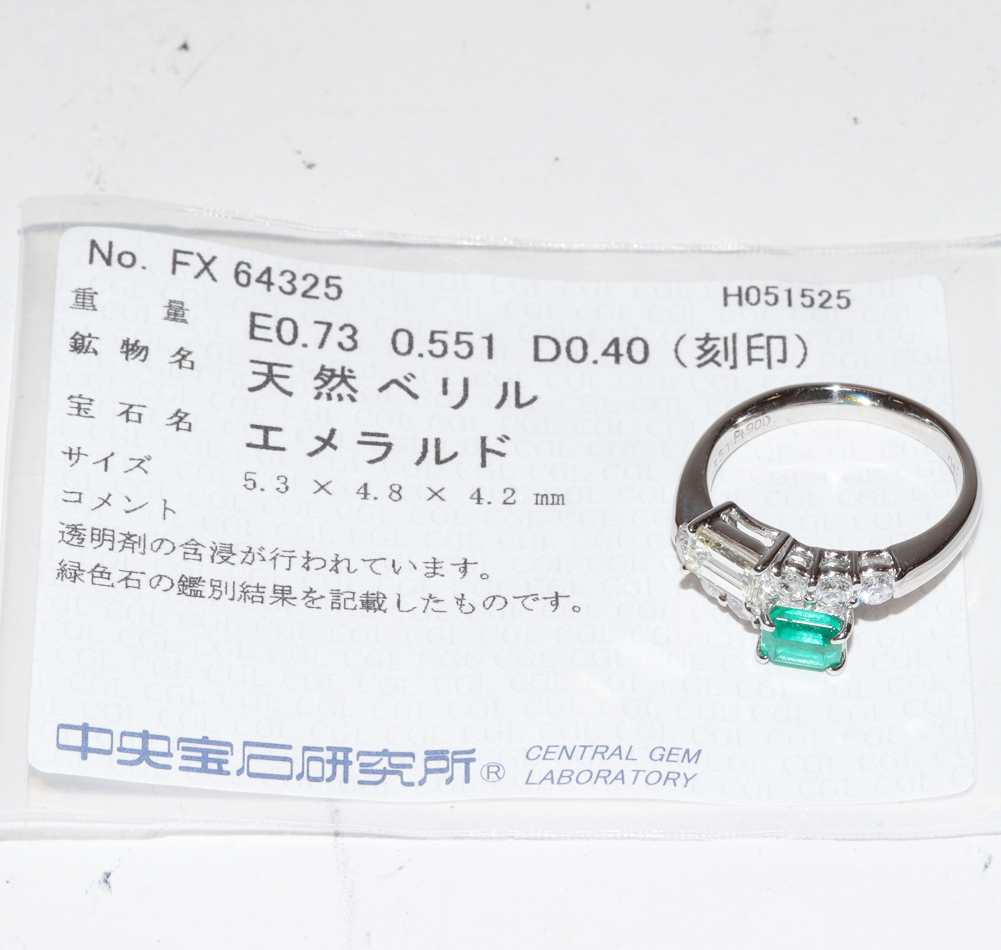 No. FX 64325
H051525
重量 E0.73 0.551 D0.40（刻印）
鉱物名 天然ベリル
宝石名 エメラルド
サイズ 5.3 × 4.8 × 4.2 mm
コメント
透明剤の含浸が行われています。
緑色石の鑑別結果を記載したものです。
中央宝石研究所®
CENTRAL GEM
LABORATORY
Pt900